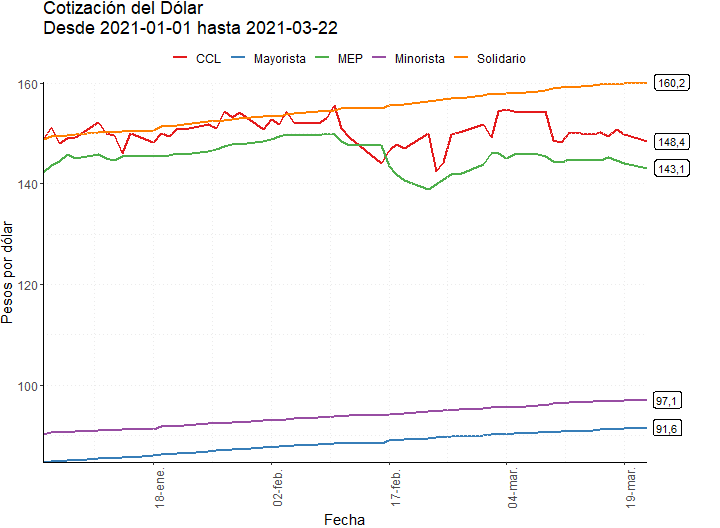 Cotización del Dólar
Desde 2021-01-01 hasta 2021-03-22
CCL Mayorista MEP Minorista Solidario
Pesos por dólar
160
140
120
100
160,2
148,4
143,1
97,1
91,6
18-ene.
02-feb.
17-feb.
04-mar.
19-mar.
Fecha